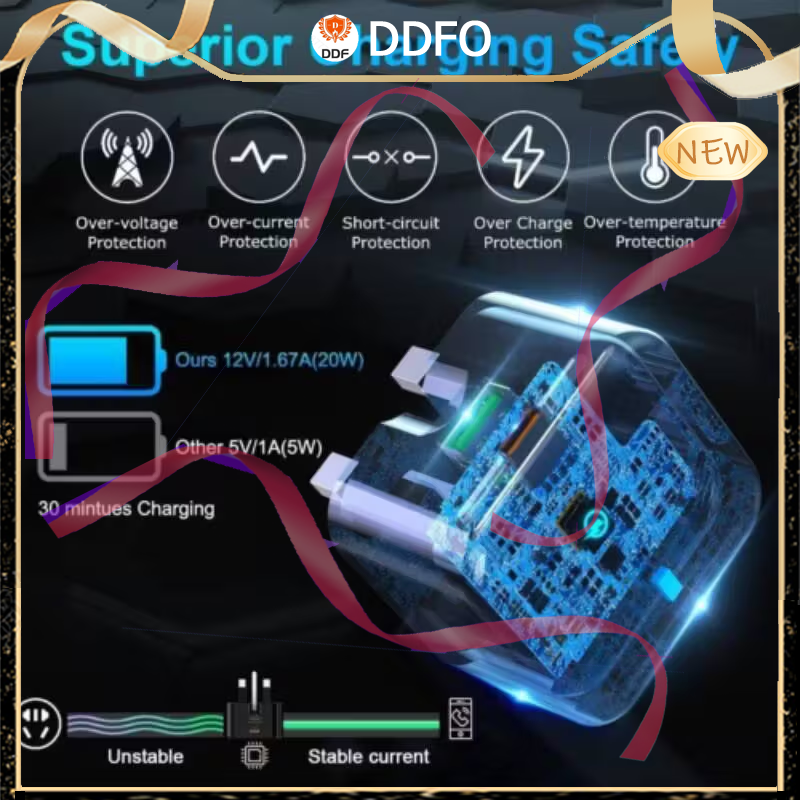 Superior Charging Safety
DDF
DDFO
NEW
Over-voltage
Protection
Over-current
Protection
Short-circuit
Protection
Over Charge
Protection
Over-temperature
Protection
Ours 12V/1.67A(20W)
Other 5V/1A(5W)
30 mintues Charging
Unstable
Stable current